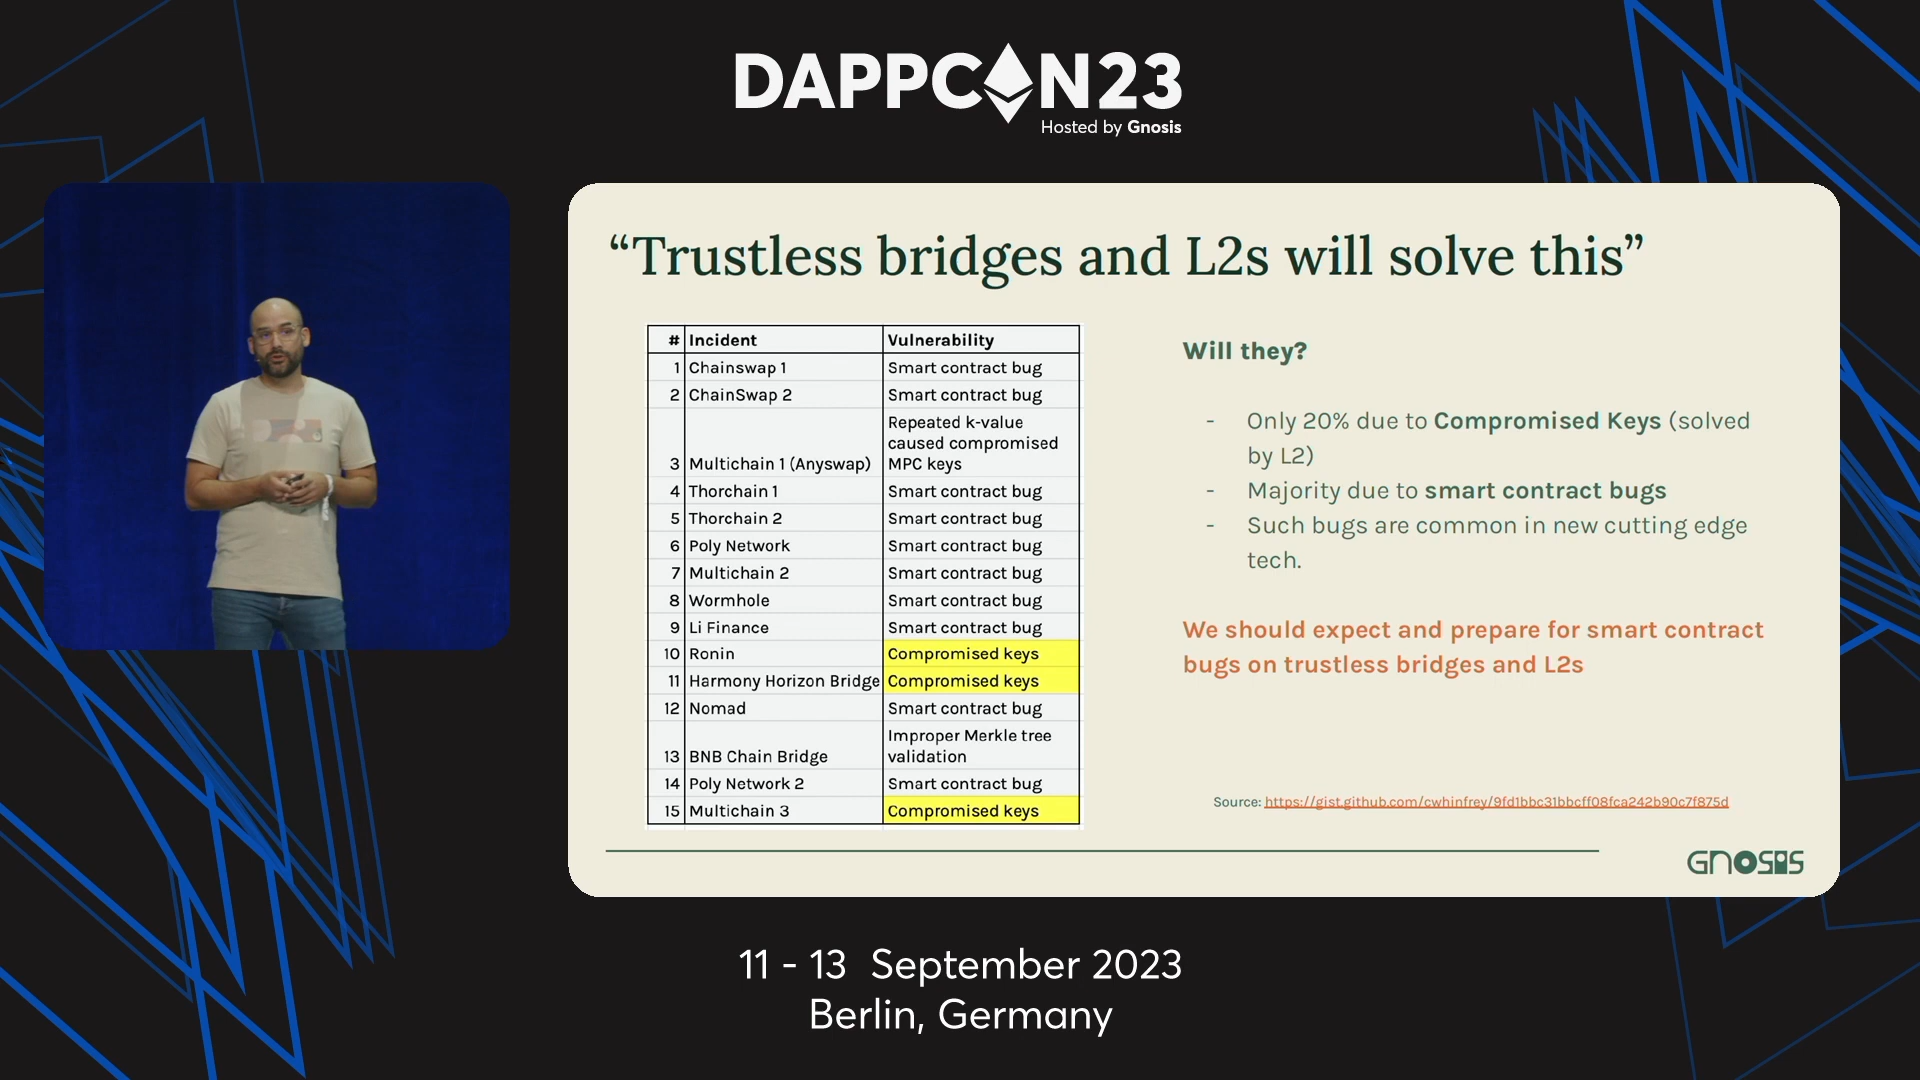 DAPPCON23
Hosted by Gnosis
“Trustless bridges and L2s will solve this”
# Incident Vulnerability
1 Chainswap 1 Smart contract bug
2 ChainSwap 2 Smart contract bug
Repeated k-value
caused compromised
3 Multichain 1 (Anyswap) MPC keys
4 Thorchain 1 Smart contract bug
5 Thorchain 2 Smart contract bug
6 Poly Network Smart contract bug
7 Multichain 2 Smart contract bug
8 Wormhole Smart contract bug
9 Li Finance Smart contract bug
10 Ronin Compromised keys
11 Harmony Horizon Bridge Compromised keys
12 Nomad Smart contract bug
Improper Merkle tree
13 BNB Chain Bridge validation
14 Poly Network 2 Smart contract bug
15 Multichain 3 Compromised keys
Will they?
- Only 20% due to Compromised Keys (solved
by L2)
- Majority due to smart contract bugs
- Such bugs are common in new cutting edge
tech.
We should expect and prepare for smart contract
bugs on trustless bridges and L2s
Source: https://gist.github.com/cwhinfrey/9fd1bbc31bbcff08fca242b90c7f875d
GNOSIS
11 - 13 September 2023
Berlin, Germany